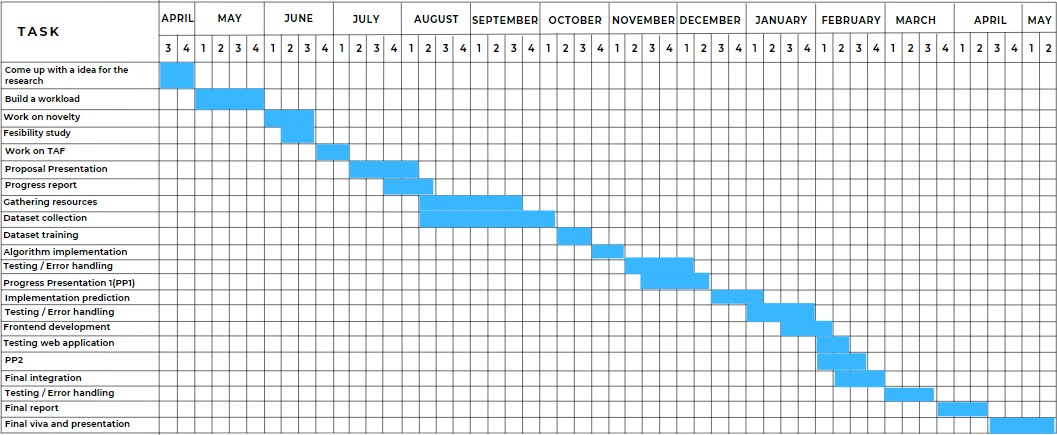 TASK
APRIL MAY JUNE JULY AUGUST SEPTEMBER OCTOBER NOVEMBER DECEMBER JANUARY FEBRUARY MARCH APRIL MAY
3 4 1 2 3 4 1 2 3 4 1 2 3 4 1 2 3 4 1 2 3 4 1 2 3 4 1 2 3 4 1 2 3 4 1 2 3 4 1 2 3 4 1 2 3 4 1 2 3 4 1 2
Come up with a idea for the
research
Build a workload
Work on novelty
Fesibility study
Work on TAF
Proposal Presentation
Progress report
Gathering resources
Dataset collection
Dataset training
Algorithm implementation
Testing / Error handling
Progress Presentation 1(PP1)
Implementation prediction
Testing / Error handling
Frontend development
Testing web application
PP2
Final integration
Testing / Error handling
Final report
Final viva and presentation